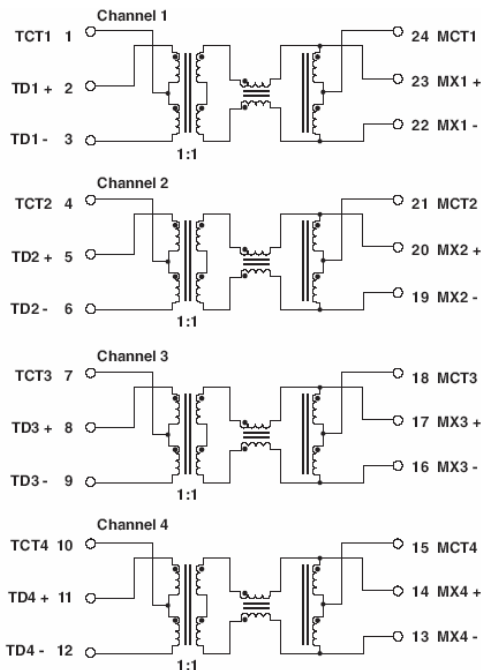 Channel 1
TCT1 1
24 MCT1
TD1 + 2
23 MX1 +
TD1 - 3
22 MX1 -
1:1
Channel 2
TCT2 4
21 MCT2
TD2 + 5
20 MX2 +
TD2 - 6
19 MX2 -
1:1
Channel 3
TCT3 7
18 MCT3
TD3 + 8
17 MX3 +
TD3 - 9
16 MX3 -
1:1
Channel 4
TCT4 10
15 MCT4
TD4 + 11
14 MX4 +
TD4 - 12
13 MX4 -
1:1